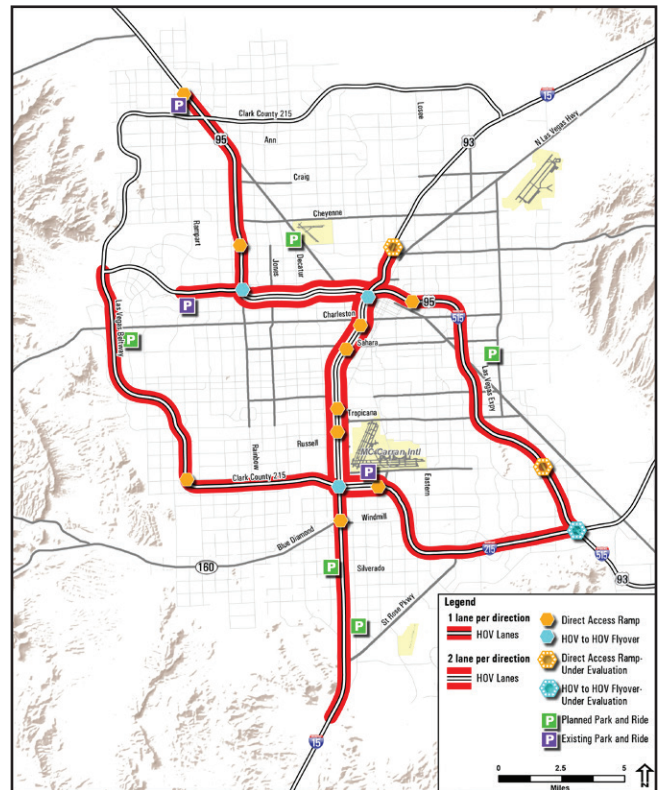 15
P
Clark County 215
Losee
93
N Las Vegas Hwy
Ann
95
Craig
Cheyenne
Rampart
Jones
Decatur
P
P
95
Las Vegas Beltway
Charleston
515
P
Sahara
P
Las Vegas Expy
Tropicana
Rainbow
Russell
McCarran Intl
P
Eastern
Clark County 215
Windmill
Blue Diamond
215
515
160
P
Silverado
93
St Rose Pkwy
P
15
Legend
1 lane per direction
HOV Lanes
2 lane per direction
HOV Lanes
Direct Access Ramp
HOV to HOV Flyover
Direct Access Ramp-
Under Evaluation
HOV to HOV Flyover-
Under Evaluation
P Planned Park and Ride
P Existing Park and Ride
0 2.5 5
Miles
N